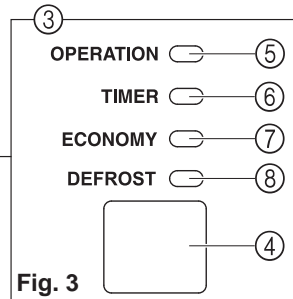 ③
OPERATION ⑤
TIMER ⑥
ECONOMY ⑦
DEFROST ⑧
④
Fig. 3